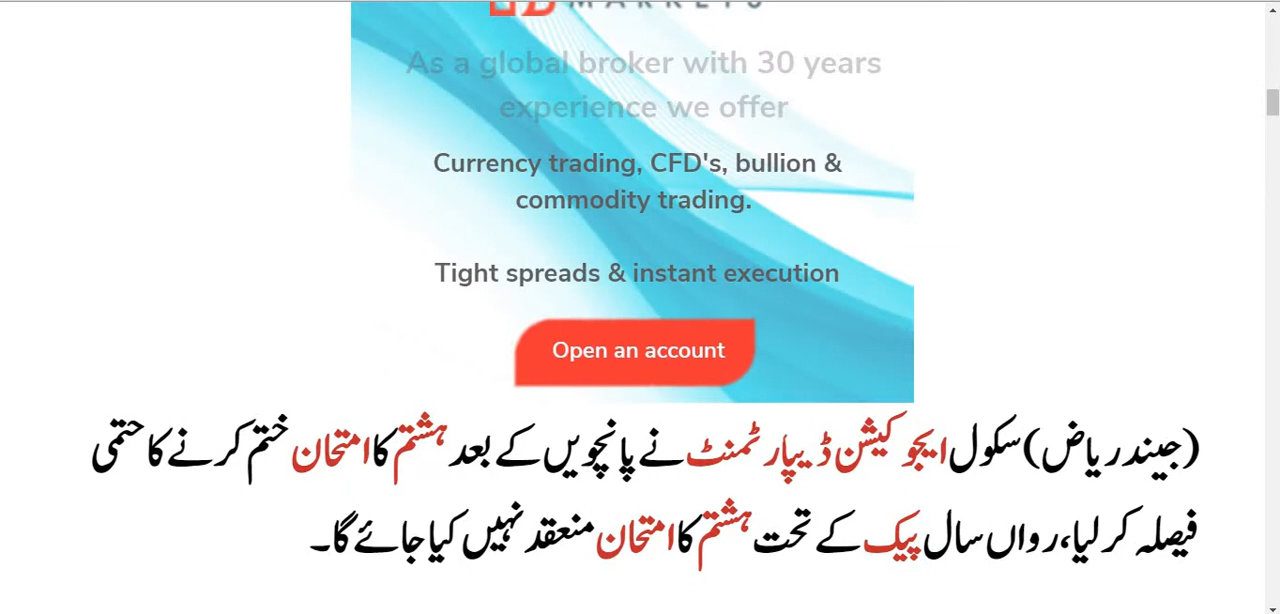 MARKETS
As a global broker with 30 years
experience we offer
Currency trading, CFD's, bullion &
commodity trading.
Tight spreads & instant execution
Open an account
(جیندر ریاض) سکول ایجوکیشن ڈیپارٹمنٹ نے پانچویں کے بعد ہشتم کا امتحان ختم کرنے کا حتمی
فیصلہ کرلیا، رواں سال پیک کے تحت ہشتم کا امتحان منعقد نہیں کیا جائے گا۔